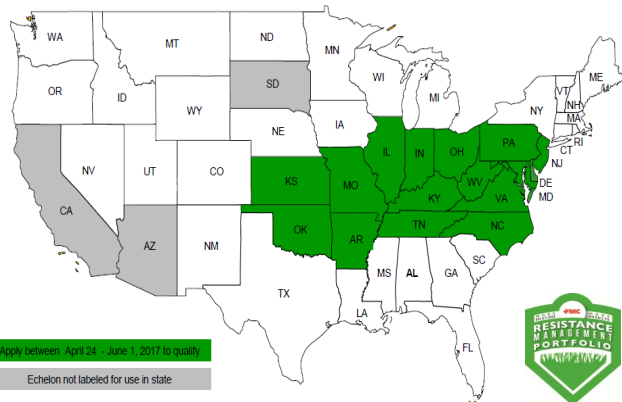 WA
MT
ND
MN
WI
MI
NY
VT
NH
ME
MA
RI
CT
OR
ID
WY
SD
IA
NE
PA
NJ
NV
UT
CO
KS
MO
IL
IN
OH
WV
VA
DE
MD
KY
CA
AZ
NM
OK
AR
TN
NC
SC
MS
AL
GA
TX
LA
FL
Apply between April 24 - June 1, 2017 to qualify
Echelon not labeled for use in state
FMC
RESISTANCE
MANAGEMENT
PORTFOLIO